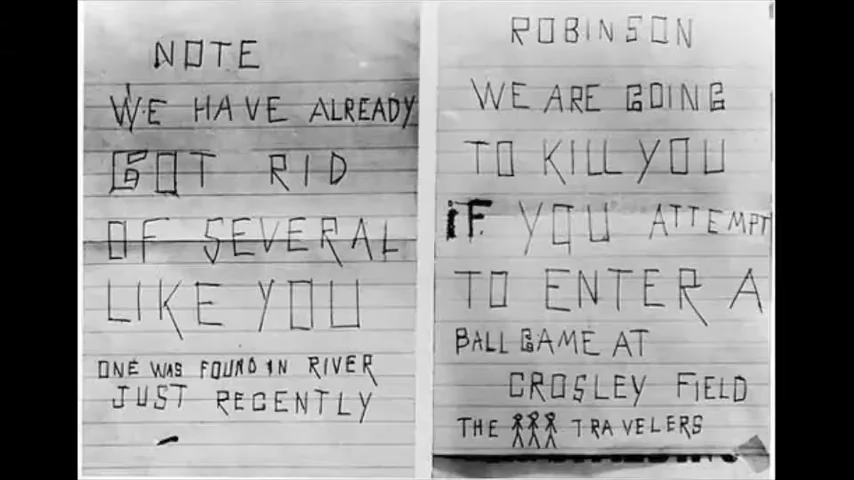 NOTE
WE HAVE ALREADY
GOT RID
OF SEVERAL
LIKE YOU
ONE WAS FOUND IN RIVER
JUST RECENTLY
ROBINSON
WE ARE GOING
TO KILL YOU
IF YOU ATTEMPT
TO ENTER A
BALL GAME AT
CROSLEY FIELD
THE TRAVELERS